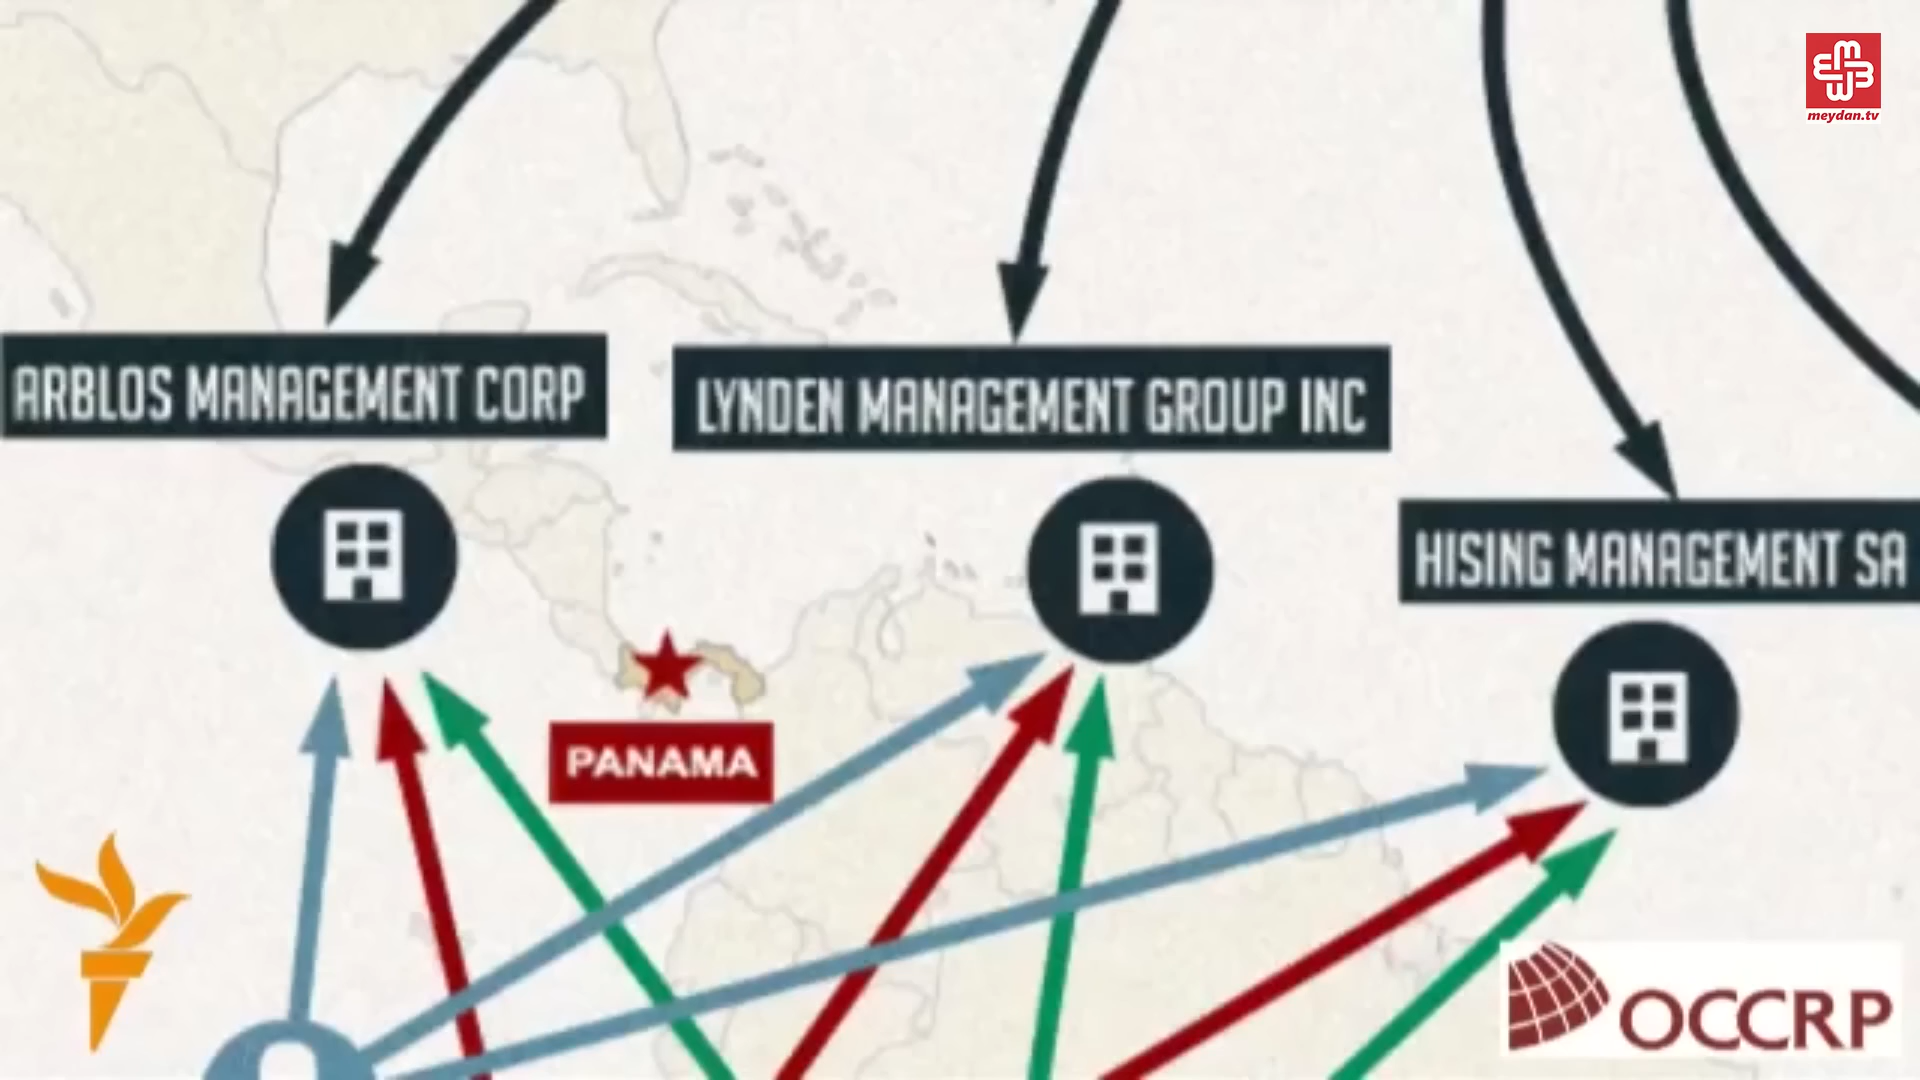 meydan.tv
ARBLOS MANAGEMENT CORP
LYNDEN MANAGEMENT GROUP INC
HISING MANAGEMENT SA
PANAMA
OCCRP